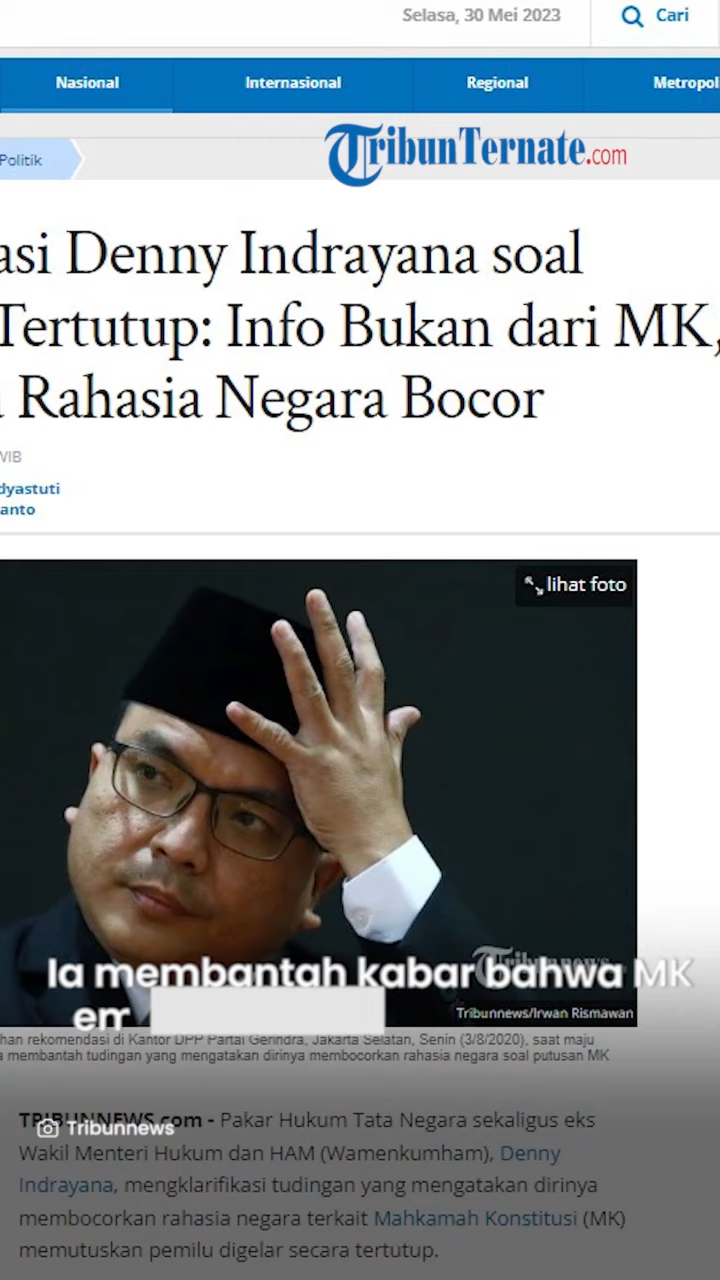 Selasa, 30 Mei 2023
Cari
Nasional Internasional Regional Metropol
Politik
TribunTernate.com
asi Denny Indrayana soal
Tertutup: Info Bukan dari MK,
Rahasia Negara Bocor
WIB
dyastuti
anto
lihat foto
Tribunnews
Ia membantah kabar bahwa MK
em
Tribunnews/Irwan Rismawan
han rekomendasi di Kantor DPP Partai Gerindra, Jakarta Selatan, Senin (3/8/2020), saat maju
a membantah tudingan yang mengatakan dirinya membocorkan rahasia negara soal putusan MK
TRIBUNNEWS.com - Pakar Hukum Tata Negara sekaligus eks
Tribunnews
Wakil Menteri Hukum dan HAM (Wamenkumham), Denny
Indrayana, mengklarifikasi tudingan yang mengatakan dirinya
membocorkan rahasia negara terkait Mahkamah Konstitusi (MK)
memutuskan pemilu digelar secara tertutup.